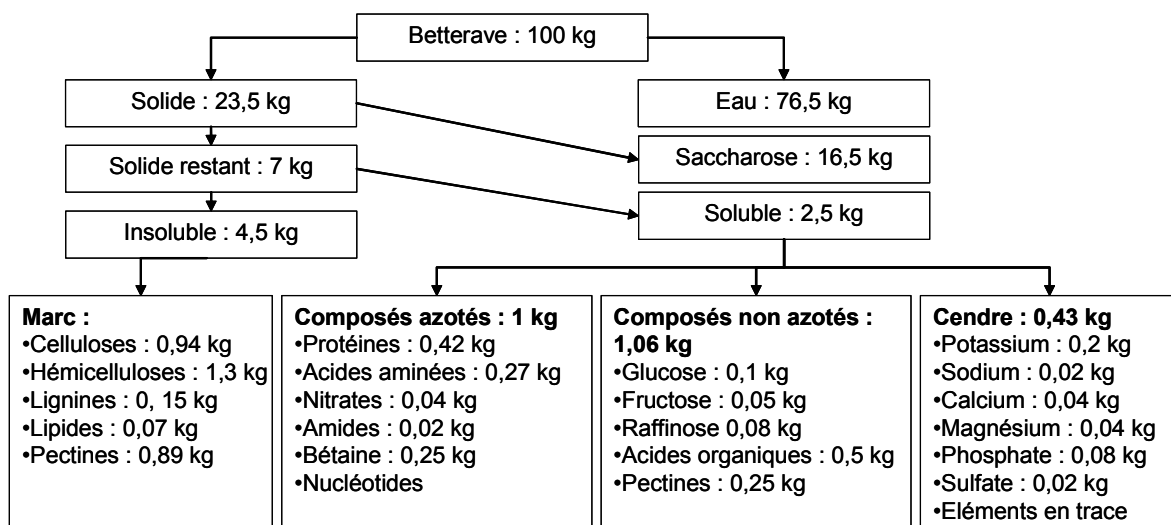 Betterave : 100 kg
Solide : 23,5 kg
Eau : 76,5 kg
Saccharose : 16,5 kg
Solide restant : 7 kg
Soluble : 2,5 kg
Insoluble : 4,5 kg
Marc :
•Celluloses : 0,94 kg
•Hémicelluloses : 1,3 kg
•Lignines : 0, 15 kg
•Lipides : 0,07 kg
•Pectines : 0,89 kg
Composés azotés : 1 kg
•Protéines : 0,42 kg
•Acides aminées : 0,27 kg
•Nitrates : 0,04 kg
•Amides : 0,02 kg
•Bétaine : 0,25 kg
•Nucléotides
Composés non azotés :
1,06 kg
•Glucose : 0,1 kg
•Fructose : 0,05 kg
•Raffinose : 0,08 kg
•Acides organiques : 0,5 kg
•Pectines : 0,25 kg
Cendre : 0,43 kg
•Potassium : 0,2 kg
•Sodium : 0,02 kg
•Calcium : 0,04 kg
•Magnésium : 0,04 kg
•Phosphate : 0,08 kg
•Sulfate : 0,02 kg
•Eléments en trace